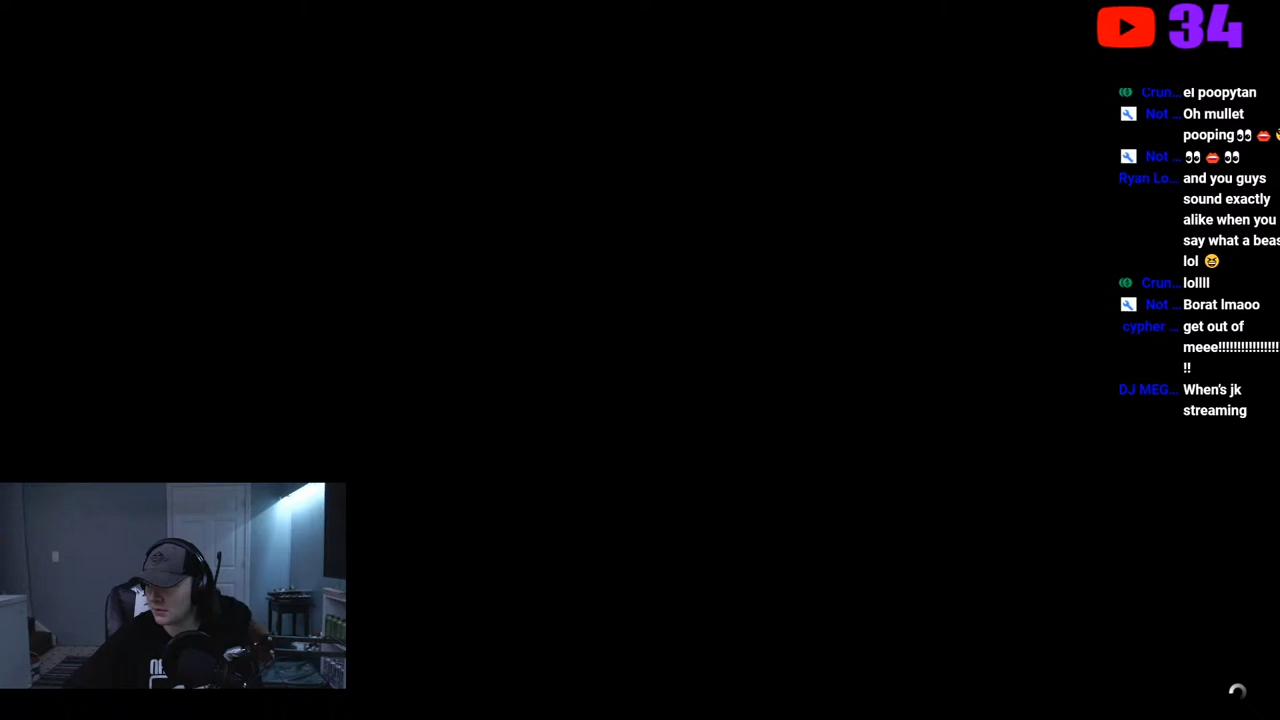 34
Crun... el poopytan
Not ... Oh mullet
pooping👀 👄
Not ... 👀 👄 👀
Ryan Lo... and you guys
sound exactly
alike when you
say what a beas
lol 😆
Crun... lollll
Not ... Borat lmaoo
cypher ... get out of
meee!!!!!!!!!!!!!!!!
!!
DJ MEG... When's jk
streaming